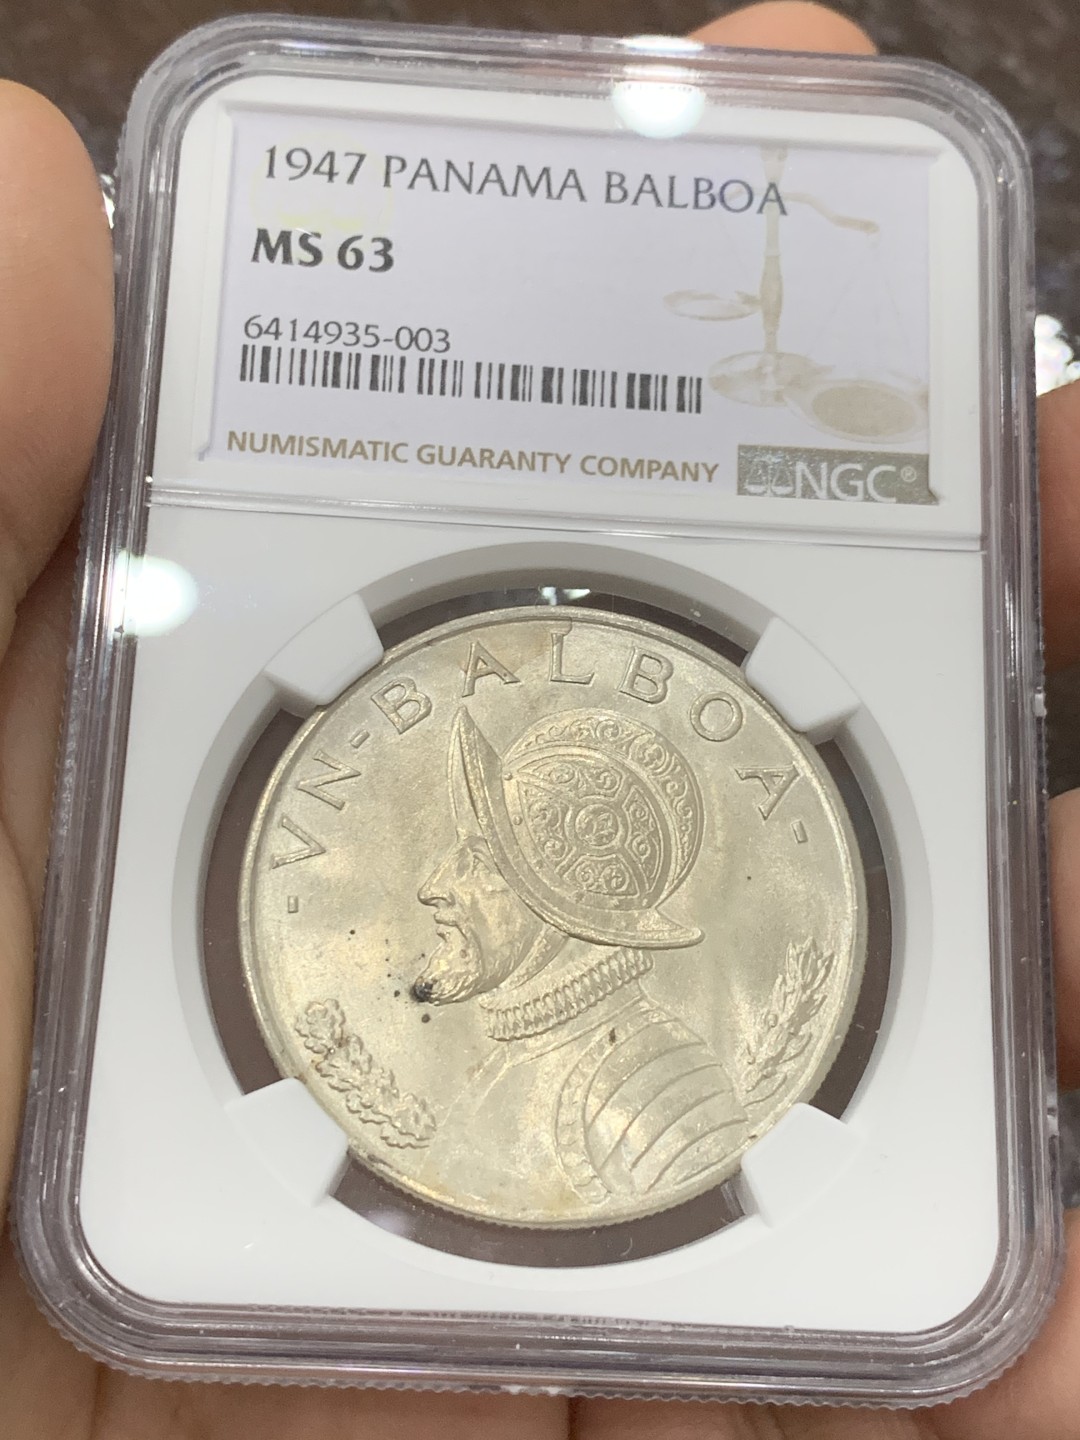 1947 PANAMA BALBOA
MS 63
6414935-003
NUMISMATIC GUARANTY COMPANY
NGC®
-VN-BALBOA-